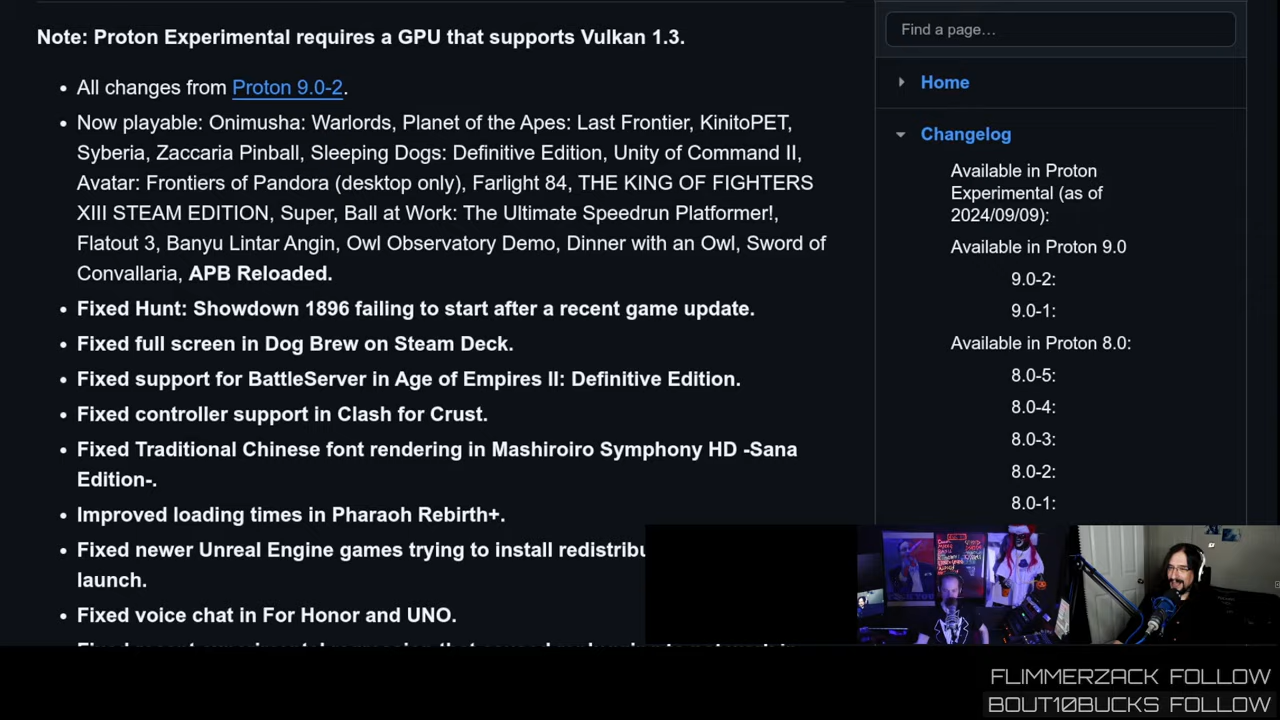 Note: Proton Experimental requires a GPU that supports Vulkan 1.3.
All changes from Proton 9.0-2.
Now playable: Onimusha: Warlords, Planet of the Apes: Last Frontier, KinitoPET,
Syberia, Zaccaria Pinball, Sleeping Dogs: Definitive Edition, Unity of Command II,
Avatar: Frontiers of Pandora (desktop only), Farlight 84, THE KING OF FIGHTERS
XIII STEAM EDITION, Super, Ball at Work: The Ultimate Speedrun Platformer!,
Flatout 3, Banyu Lintar Angin, Owl Observatory Demo, Dinner with an Owl, Sword of
Convallaria, APB Reloaded.
Fixed Hunt: Showdown 1896 failing to start after a recent game update.
Fixed full screen in Dog Brew on Steam Deck.
Fixed support for BattleServer in Age of Empires II: Definitive Edition.
Fixed controller support in Clash for Crust.
Fixed Traditional Chinese font rendering in Mashiroiro Symphony HD -Sana
Edition-.
Improved loading times in Pharaoh Rebirth+.
Fixed newer Unreal Engine games trying to install
launch.
Fixed voice chat in For Honor and UNO.
Find a page…
Home
Changelog
Available in Proton
Experimental (as of
2024/09/09):
Available in Proton 9.0
9.0-2:
9.0-1:
Available in Proton 8.0:
8.0-5:
8.0-4:
8.0-3:
8.0-2:
8.0-1:
FLIMMERZACK FOLLOW
BOUT10BUCKS FOLLOW